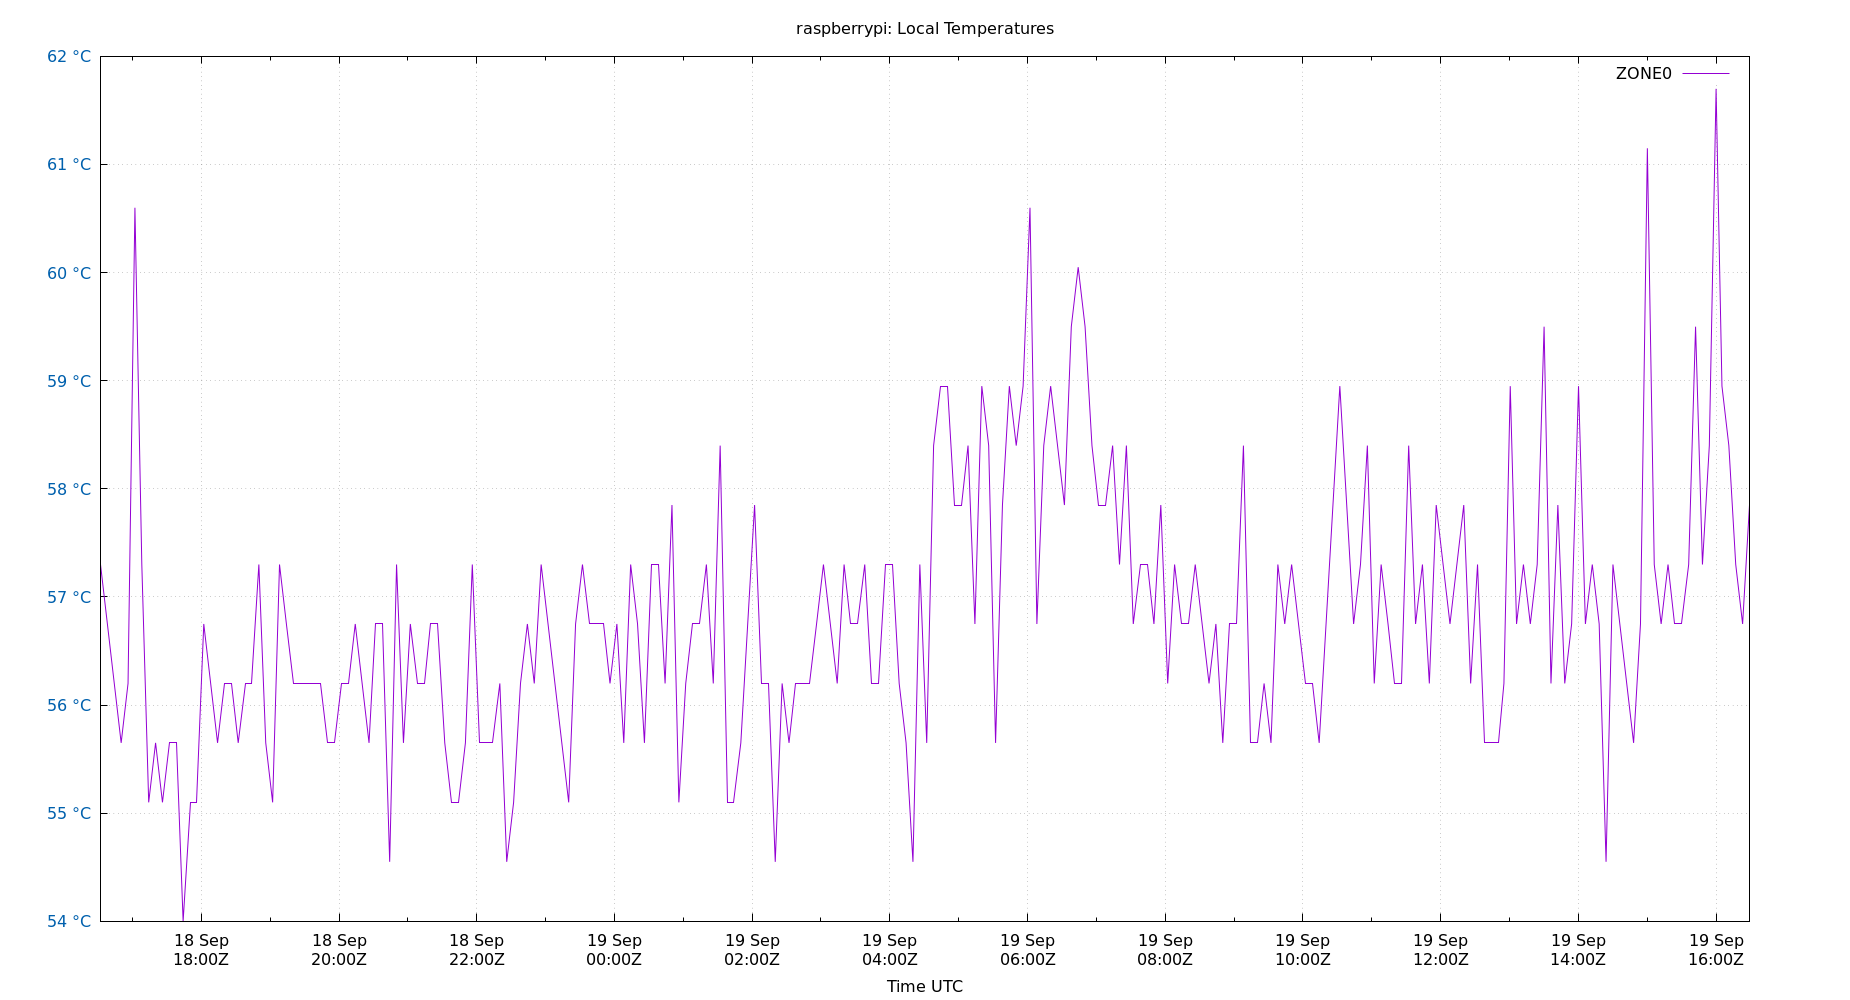 raspberrypi: Local Temperatures
62 °C
ZONE0
61 °C
60 °C
59 °C
58 °C
57 °C
56 °C
55 °C
54 °C
18 Sep 18 Sep 18 Sep 19 Sep 19 Sep 19 Sep 19 Sep 19 Sep 19 Sep 19 Sep 19 Sep 19 Sep
18:00Z 20:00Z 22:00Z 00:00Z 02:00Z 04:00Z 06:00Z 08:00Z 10:00Z 12:00Z 14:00Z 16:00Z
Time UTC